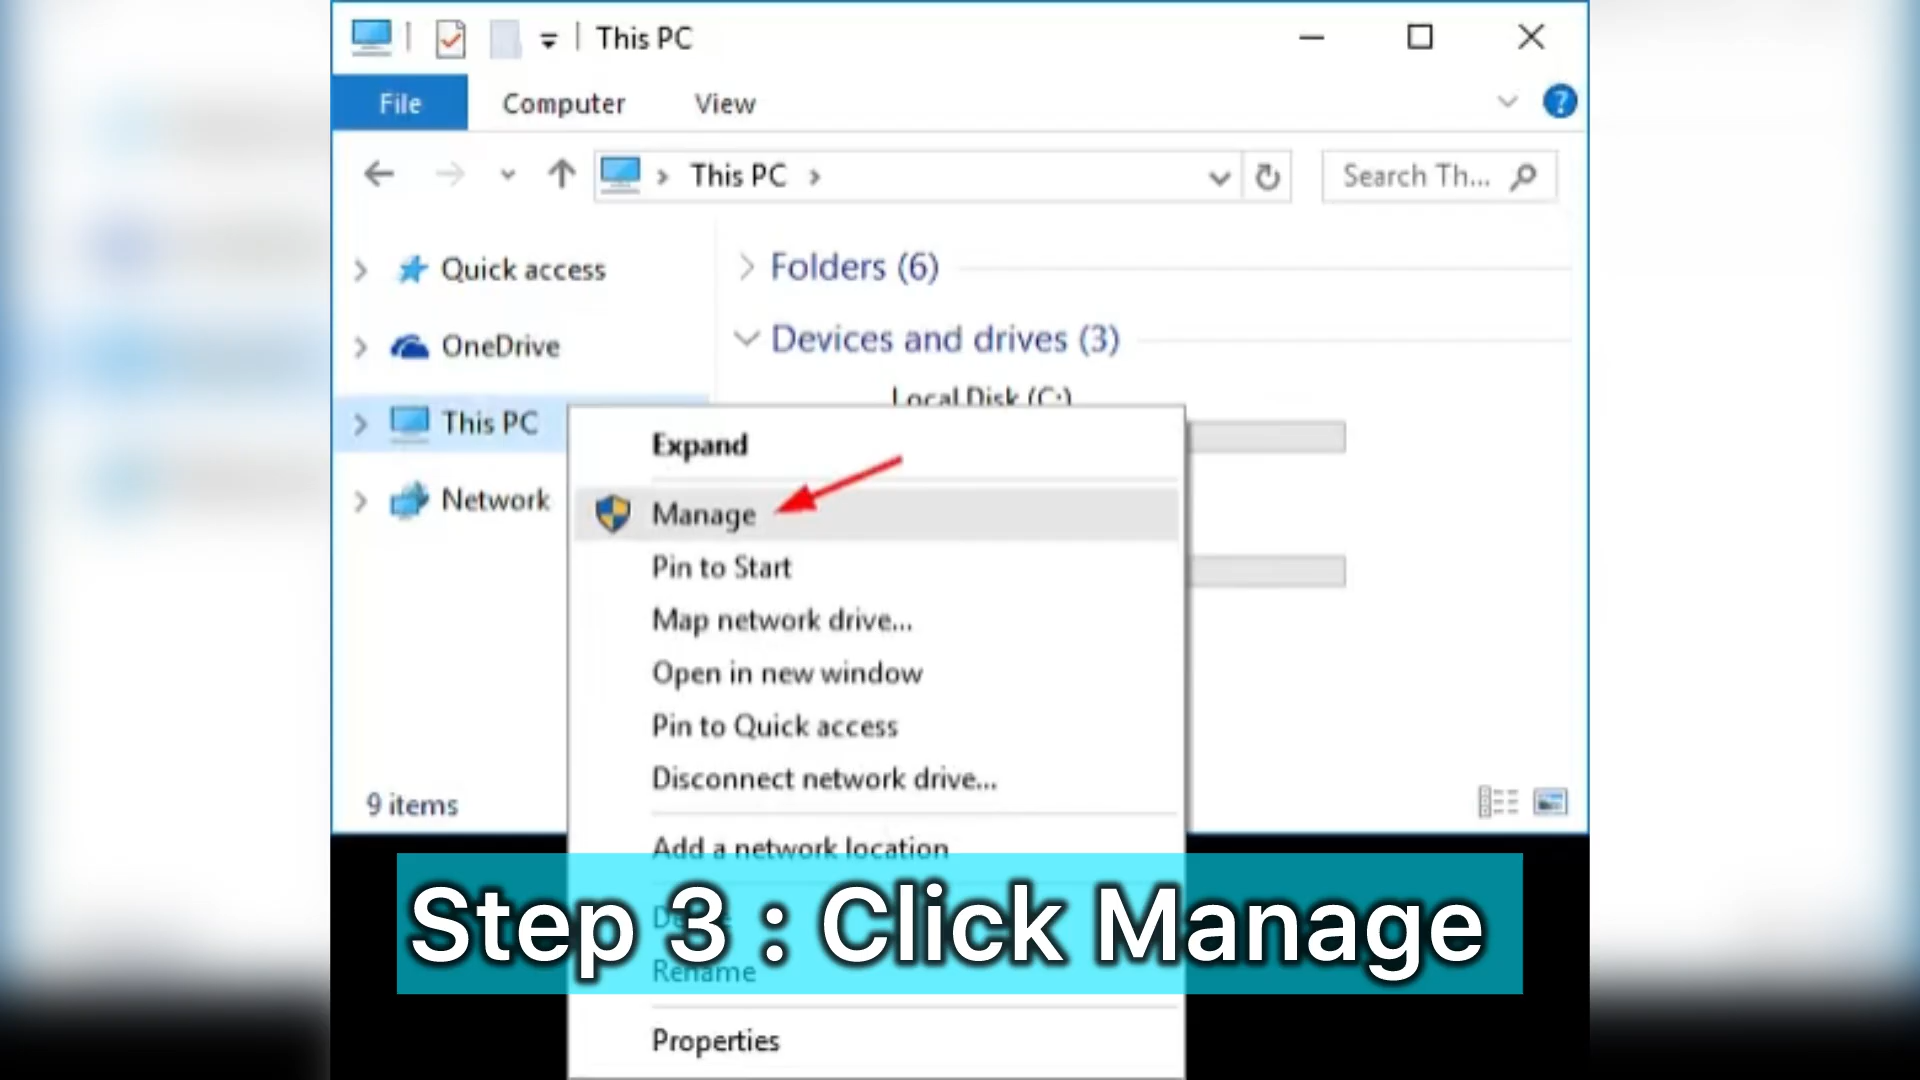 This PC
File
Computer
View
This PC
Search Th...
Quick access
OneDrive
This PC
Network
Folders (6)
Devices and drives (3)
Local Disk (C:)
Expand
Manage
Pin to Start
Map network drive...
Open in new window
Pin to Quick access
Disconnect network drive...
Add a network location
Step 3 : Click Manage
Rename
Properties
9 items